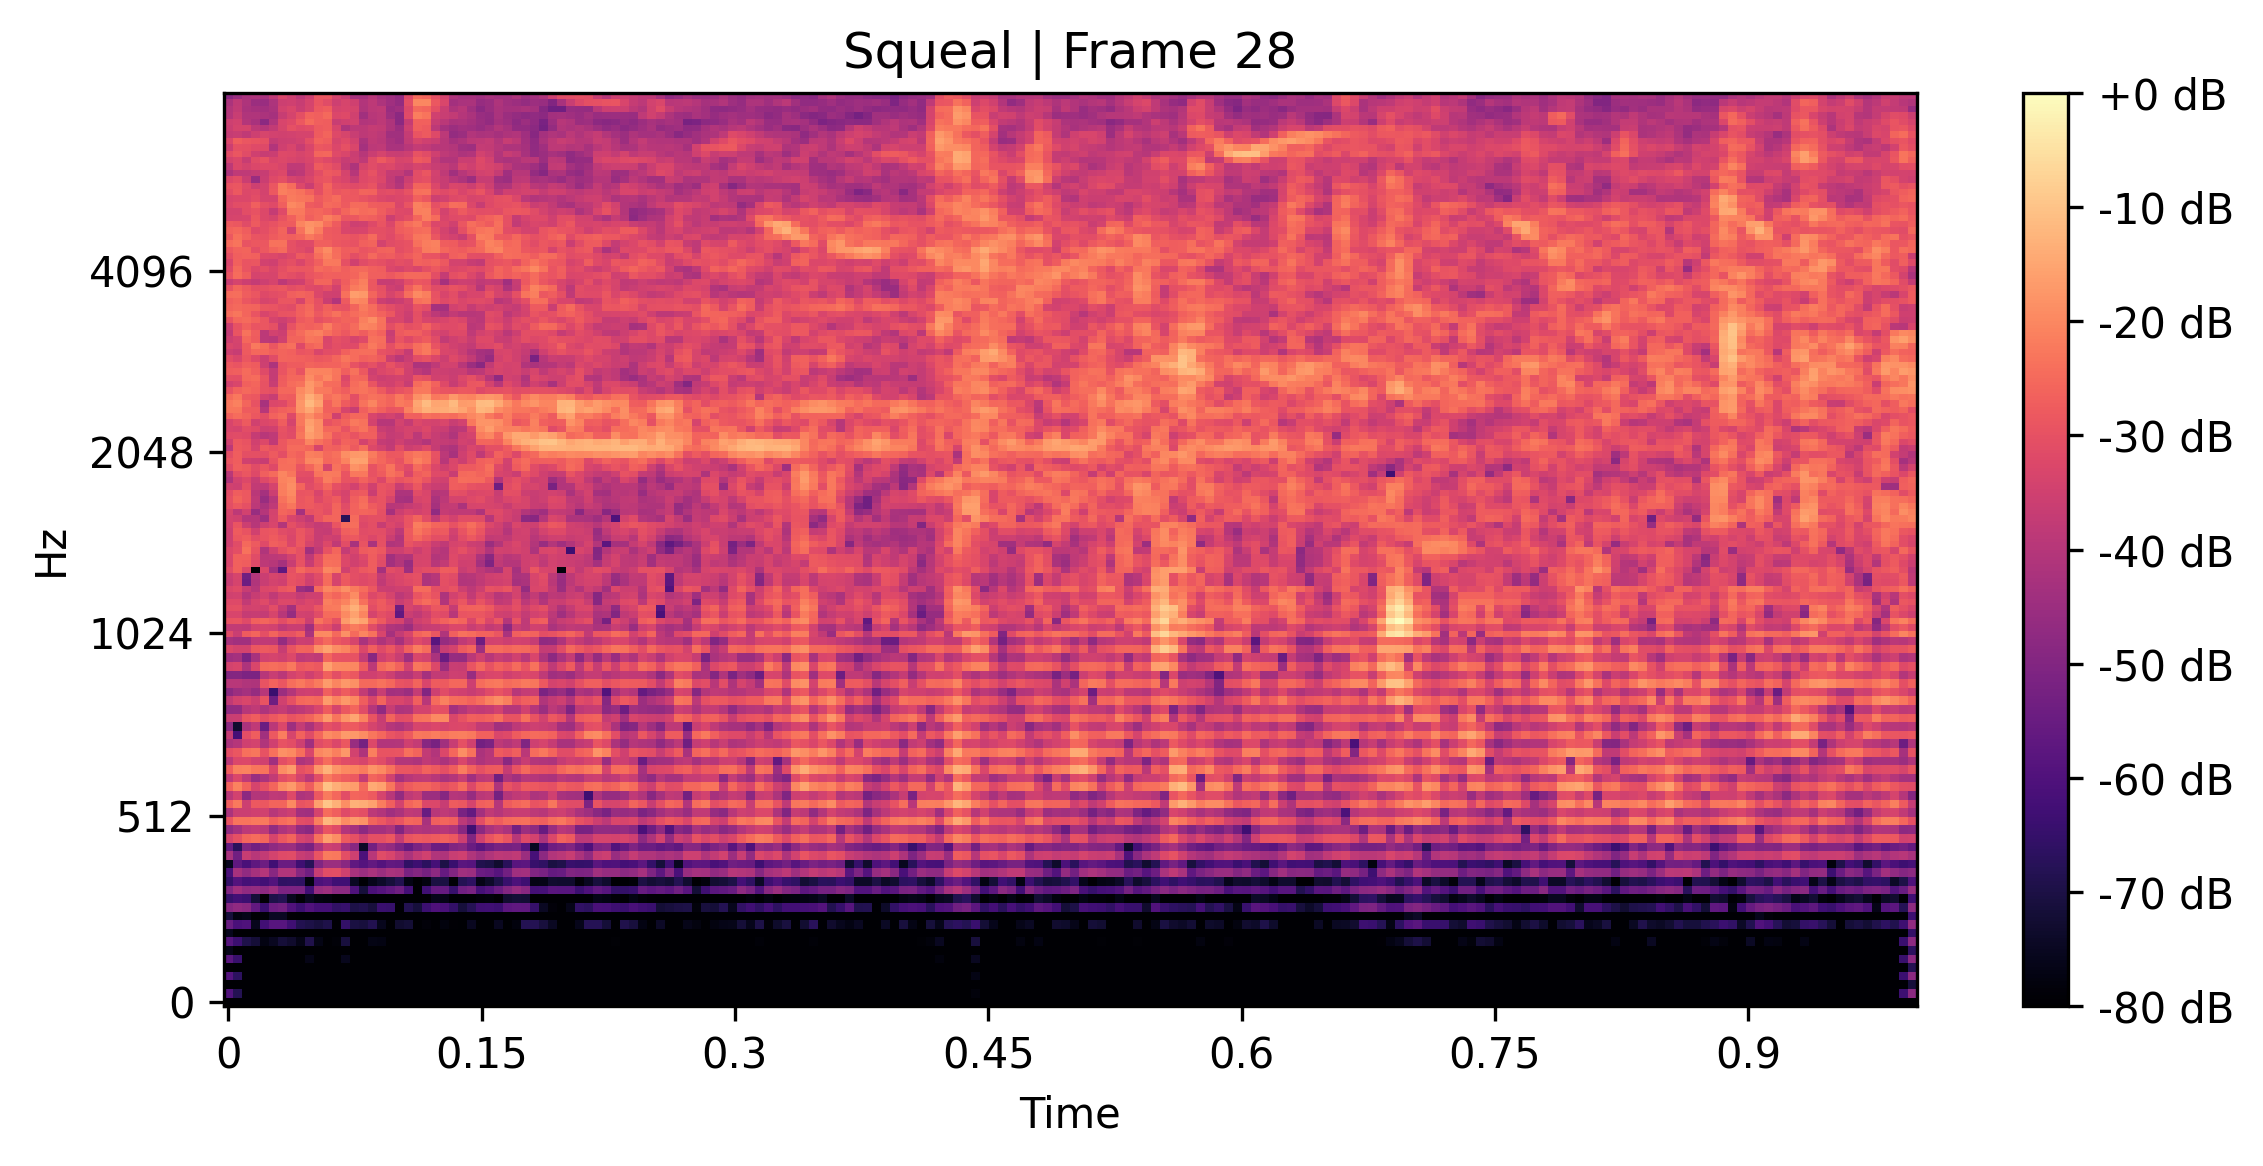 Squeal | Frame 28
Hz
4096
2048
1024
512
0
0 0.15 0.3 0.45 0.6 0.75 0.9
Time
+0 dB
-10 dB
-20 dB
-30 dB
-40 dB
-50 dB
-60 dB
-70 dB
-80 dB